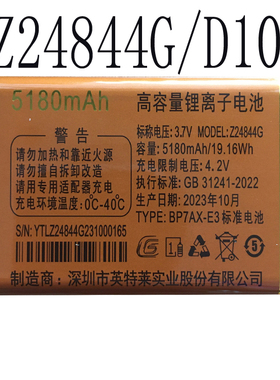 Z24844G/D10
5180mAh
高容量锂离子电池
警告
请勿加热和靠近火源
请勿擅自拆卸改造
请用专用适配器充电
充电环境温度:0℃-40℃
S/N: YTLZ24844G231000165
标称电压: 3.7V MODEL:Z24844G
容量: 5180mAh/19.16Wh
充电限制电压: 4.2V
执行标准: GB 31241-2022
生产日期: 2023年10月
TYPE: BP7AX-E3标准电池
制造商: 深圳市英特莱实业股份有限公司